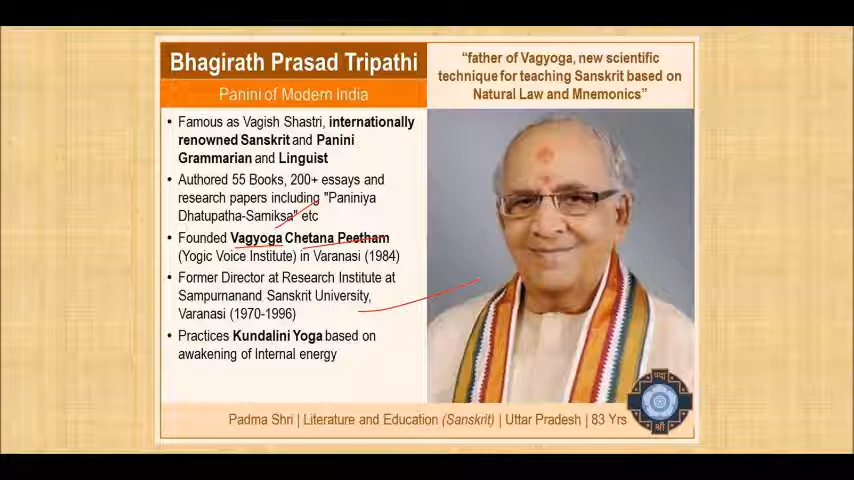 Bhagirath Prasad Tripathi
Panini of Modern India
"father of Vagyoga, new scientific
technique for teaching Sanskrit based on
Natural Law and Mnemonics"
• Famous as Vagish Shastri, internationally
renowned Sanskrit and Panini
Grammarian and Linguist
• Authored 55 Books, 200+ essays and
research papers including "Paniniya
Dhatupatha-Samiksa" etc
• Founded Vagyoga Chetana Peetham
(Yogic Voice Institute) in Varanasi (1984)
• Former Director at Research Institute at
Sampurnanand Sanskrit University,
Varanasi (1970-1996)
• Practices Kundalini Yoga based on
awakening of Internal energy
Padma Shri | Literature and Education (Sanskrit) | Uttar Pradesh | 83 Yrs
पद्म
श्री